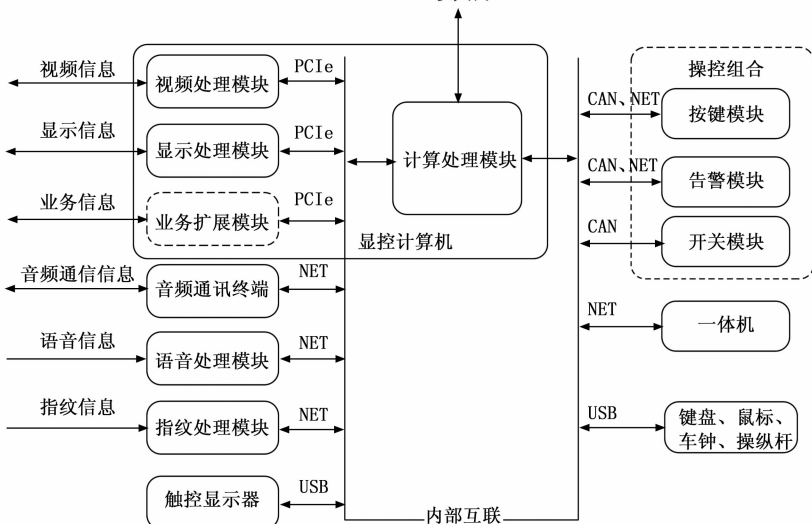 视频信息
视频处理模块
PCIe
显示信息
显示处理模块
PCIe
业务信息
业务扩展模块
PCIe
计算处理模块
显控计算机
音频通信信息
音频通讯终端
NET
语音信息
语音处理模块
NET
指纹信息
指纹处理模块
NET
触控显示器
USB
内部互联
操控组合
CAN、NET
按键模块
CAN、NET
告警模块
CAN
开关模块
NET
一体机
USB
键盘、鼠标、
车钟、操纵杆